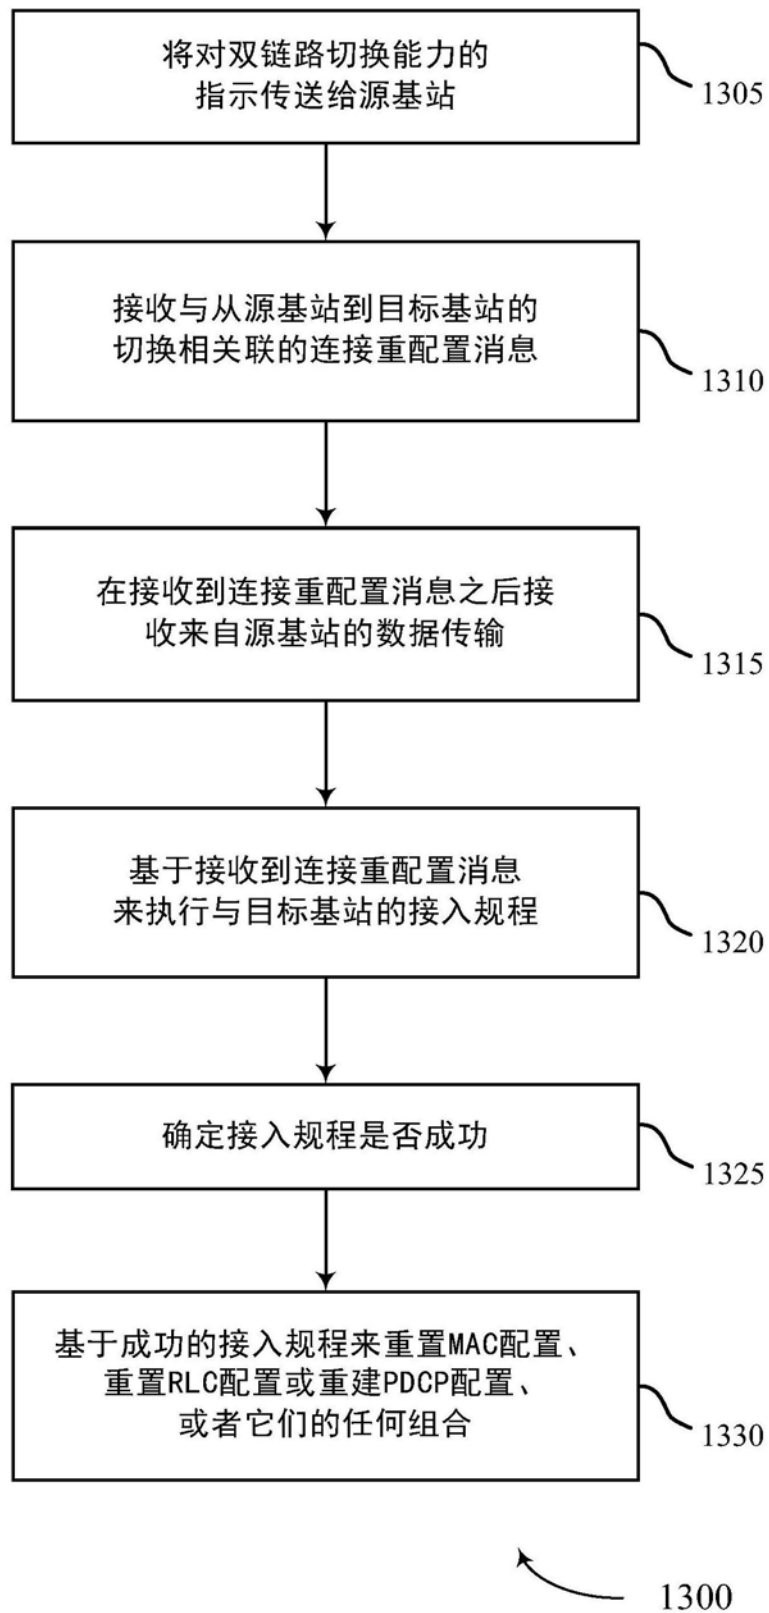 将对双链路切换能力的
指示传送给源基站
1305
接收与从源基站到目标基站的
切换相关联的连接重配置消息
1310
在接收到连接重配置消息之后接
收来自源基站的数据传输
1315
基于接收到连接重配置消息
来执行与目标基站的接入规程
1320
确定接入规程是否成功
1325
基于成功的接入规程来重置MAC配置、
重置RLC配置或重建PDCP配置、
或者它们的任何组合
1330
1300